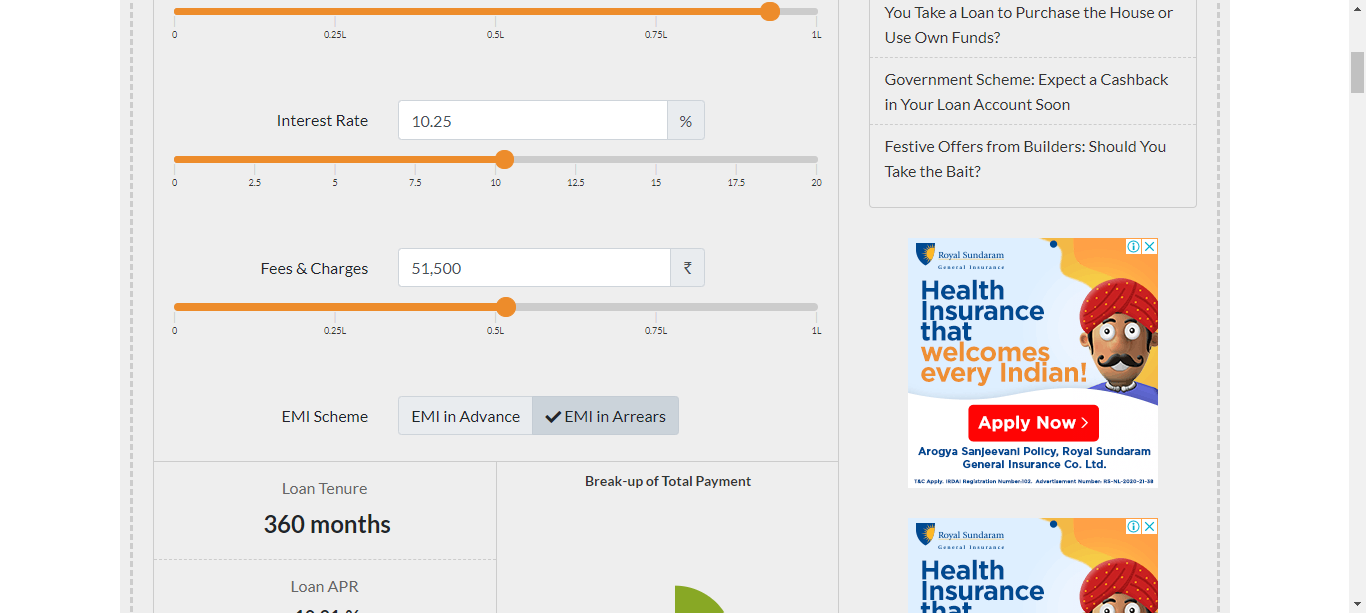 0 0.25L 0.5L 0.75L 1L
Interest Rate 10.25 %
0 2.5 5 7.5 10 12.5 15 17.5 20
Fees & Charges 51,500 ₹
0 0.25L 0.5L 0.75L 1L
EMI Scheme EMI in Advance EMI in Arrears
Loan Tenure
360 months
Loan APR
Break-up of Total Payment
You Take a Loan to Purchase the House or
Use Own Funds?
Government Scheme: Expect a Cashback
in Your Loan Account Soon
Festive Offers from Builders: Should You
Take the Bait?
Royal Sundaram
General Insurance
Health
Insurance
that
welcomes
every Indian!
Apply Now >
Arogya Sanjeevani Policy, Royal Sundaram
General Insurance Co. Ltd.
T&C Apply. IRDAI Registration Number:102. Advertisement Number: RS-NL-2020-21-38
Royal Sundaram
General Insurance
Health
Insurance
that